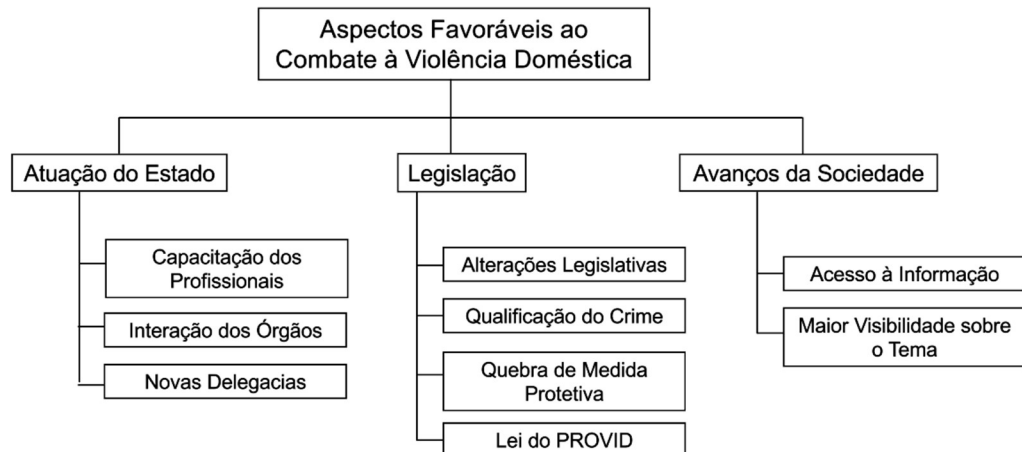 Aspectos Favoráveis ao
Combate à Violência Doméstica
Atuação do Estado
Capacitação dos
Profissionais
Interação dos Órgãos
Novas Delegacias
Legislação
Alterações Legislativas
Qualificação do Crime
Quebra de Medida
Protetiva
Lei do PROVID
Avanços da Sociedade
Acesso à Informação
Maior Visibilidade sobre
o Tema